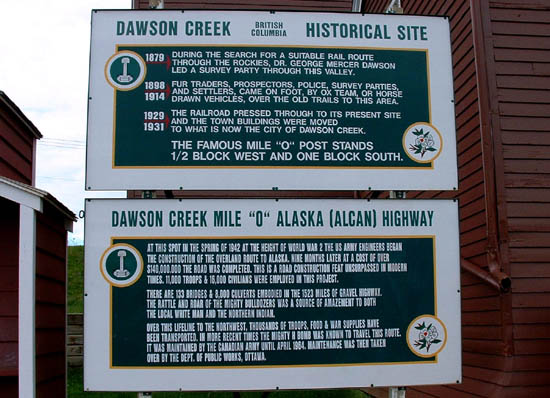 DAWSON CREEK BRITISH COLUMBIA HISTORICAL SITE
1879 DURING THE SEARCH FOR A SUITABLE RAIL ROUTE
THROUGH THE ROCKIES, DR. GEORGE MERCER DAWSON
LED A SURVEY PARTY THROUGH THIS VALLEY.
1898 FUR TRADERS, PROSPECTORS, POLICE, SURVEY PARTIES,
AND SETTLERS, CAME ON FOOT, BY OX TEAM, OR HORSE
1914 DRAWN VEHICLES, OVER THE OLD TRAILS TO THIS AREA.
1929 THE RAILROAD PRESSED THROUGH TO ITS PRESENT SITE
AND THE TOWN BUILDINGS WERE MOVED
1931 TO WHAT IS NOW THE CITY OF DAWSON CREEK.
THE FAMOUS MILE "O" POST STANDS
1/2 BLOCK WEST AND ONE BLOCK SOUTH.
DAWSON CREEK MILE "O" ALASKA (ALCAN) HIGHWAY
AT THIS SPOT IN THE SPRING OF 1942 AT THE HEIGHT OF WORLD WAR 2 THE US ARMY ENGINEERS BEGAN
THE CONSTRUCTION OF THE OVERLAND ROUTE TO ALASKA. NINE MONTHS LATER AT A COST OF OVER
$140,000,000 THE ROAD WAS COMPLETED. THIS IS A ROAD CONSTRUCTION FEAT UNSURPASSED IN MODERN
TIMES. 11,000 TROOPS & 16,000 CIVILIANS WERE EMPLOYED IN THIS PROJECT.
THERE ARE 133 BRIDGES & 8,000 CULVERTS EMBODIED IN THE 1523 MILES OF GRAVEL HIGHWAY.
THE RATTLE AND ROAR OF THE MIGHTY BULLDOZERS WAS A SOURCE OF AMAZEMENT TO BOTH
THE LOCAL WHITE MAN AND THE NORTHERN INDIAN.
OVER THIS LIFELINE TO THE NORTHWEST, THOUSANDS OF TROOPS, FOOD & WAR SUPPLIES HAVE
BEEN TRANSPORTED. IN MORE RECENT TIMES THE MIGHTY H BOMB WAS KNOWN TO TRAVEL THIS ROUTE.
IT WAS MAINTAINED BY THE CANADIAN ARMY UNTIL APRIL 1964. MAINTENANCE WAS THEN TAKEN
OVER BY THE DEPT. OF PUBLIC WORKS, OTTAWA.